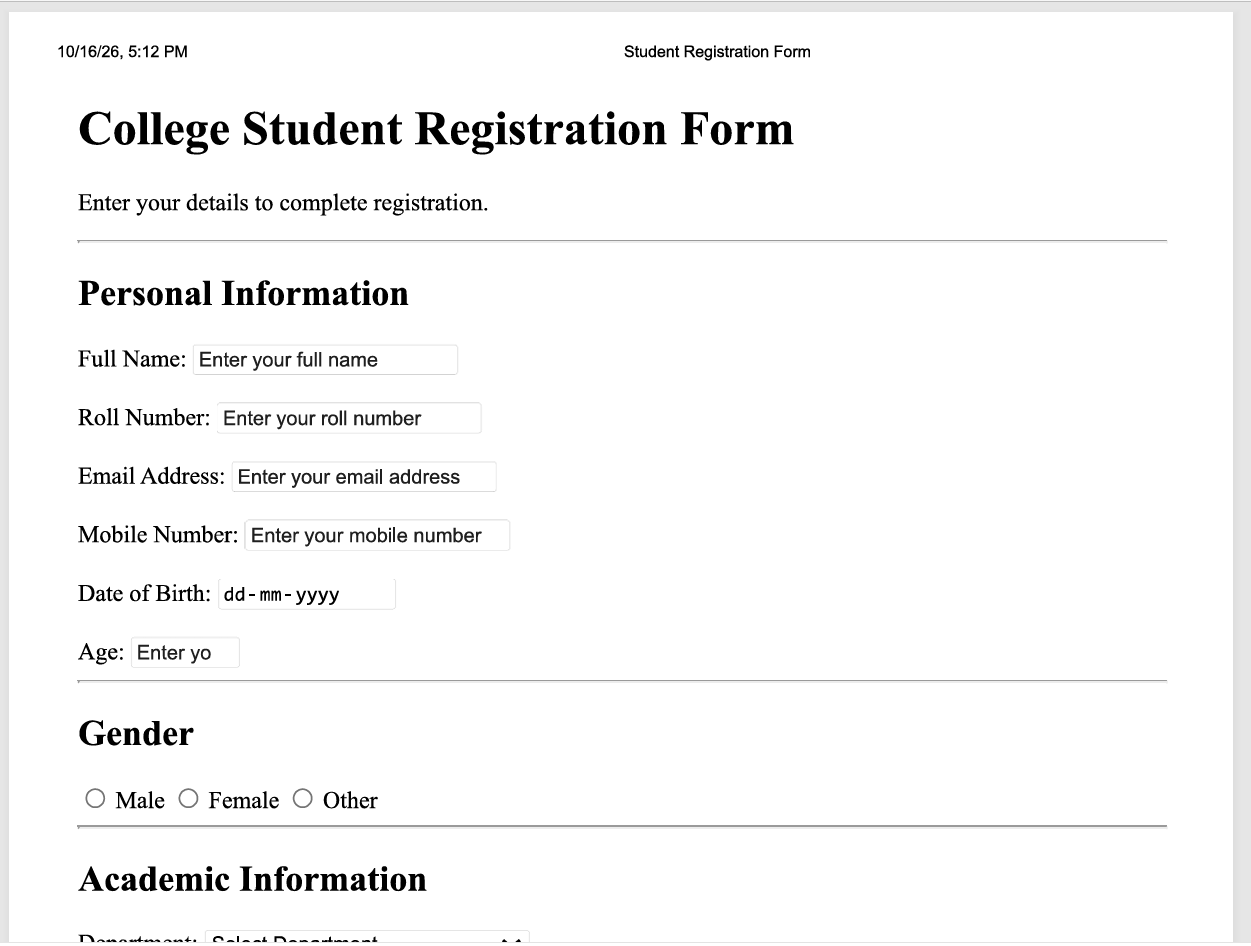 10/16/26, 5:12 PM Student Registration Form
College Student Registration Form
Enter your details to complete registration.
Personal Information
Full Name: Enter your full name
Roll Number: Enter your roll number
Email Address: Enter your email address
Mobile Number: Enter your mobile number
Date of Birth: dd-mm-yyyy
Age: Enter yo
Gender
Male Female Other
Academic Information
Department: Select Department